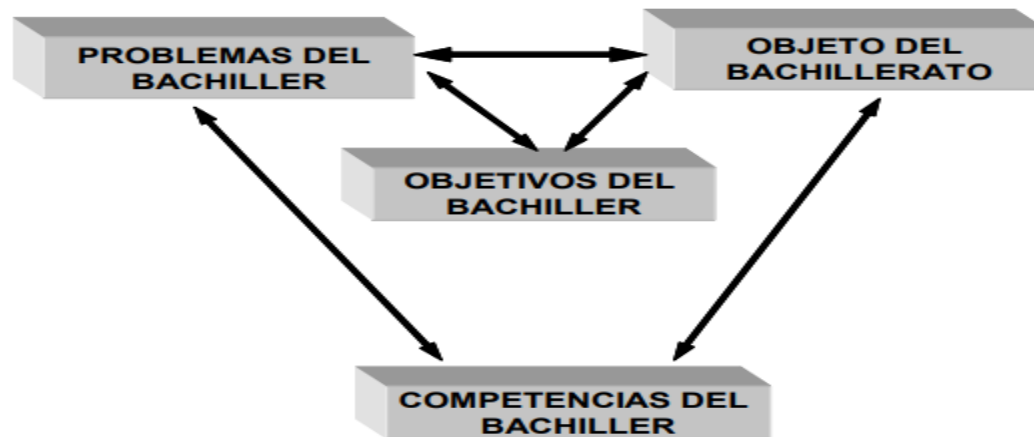 PROBLEMAS DEL
BACHILLER
OBJETO DEL
BACHILLERATO
OBJETIVOS DEL
BACHILLER
COMPETENCIAS DEL
BACHILLER